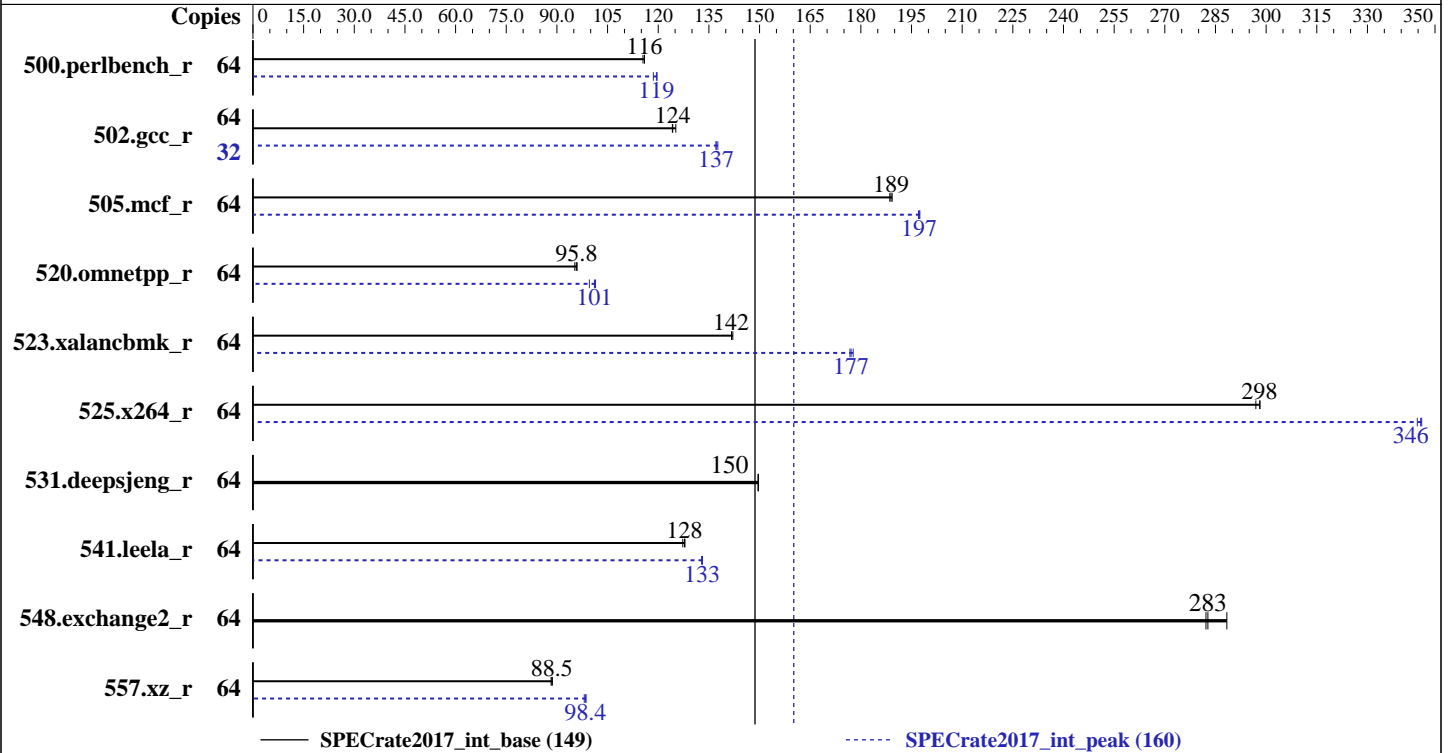 Copies 0 15.0 30.0 45.0 60.0 75.0 90.0 105 120 135 150 165 180 195 210 225 240 255 270 285 300 315 330 350
116
500.perlbench_r 64
119
64 124
502.gcc_r
32 137
189
505.mcf_r 64
197
95.8
520.omnetpp_r 64
101
142
523.xalancbmk_r 64
177
298
525.x264_r 64
346
150
531.deepsjeng_r 64
128
541.leela_r 64
133
283
548.exchange2_r 64
88.5
557.xz_r 64
98.4
SPECrate2017_int_base (149) SPECrate2017_int_peak (160)